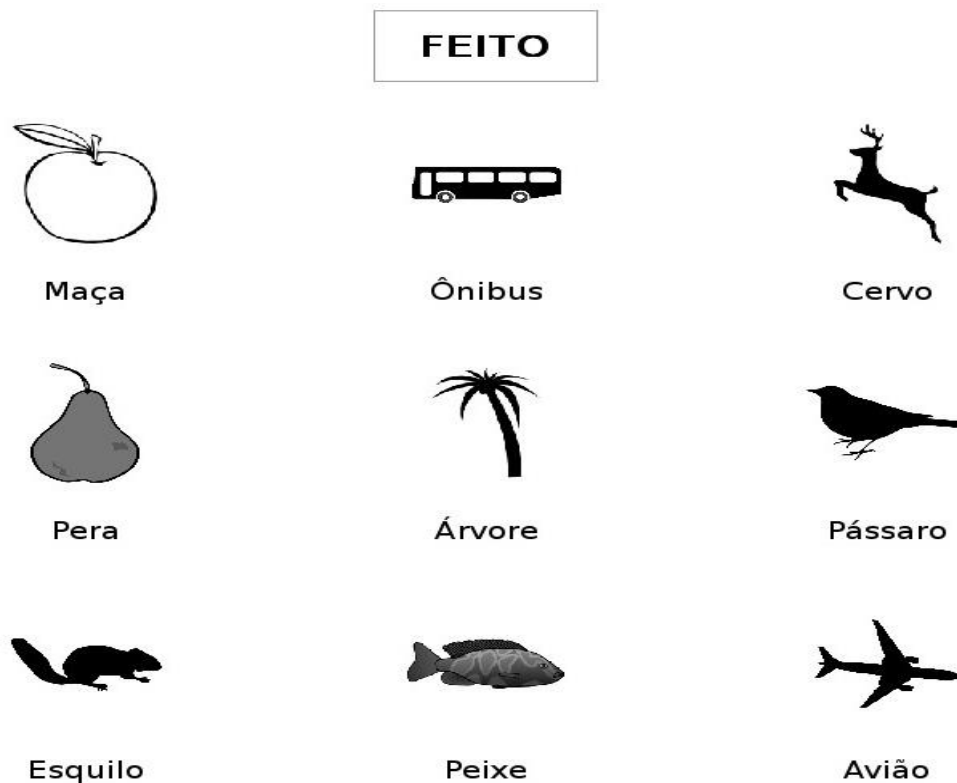 FEITO
Maça Ônibus Cervo
Pera Árvore Pássaro
Esquilo Peixe Avião